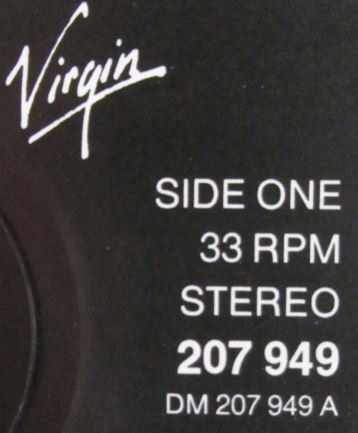 Virgin
SIDE ONE
33 RPM
STEREO
207 949
DM 207 949 A